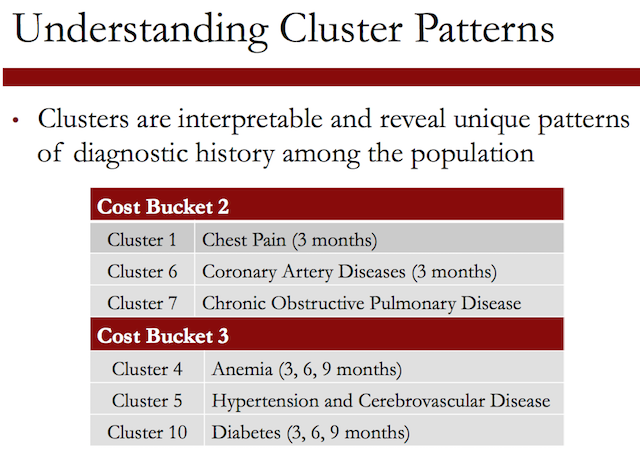 Understanding Cluster Patterns
• Clusters are interpretable and reveal unique patterns
of diagnostic history among the population
Cost Bucket 2
Cluster 1 Chest Pain (3 months)
Cluster 6 Coronary Artery Diseases (3 months)
Cluster 7 Chronic Obstructive Pulmonary Disease
Cost Bucket 3
Cluster 4 Anemia (3, 6, 9 months)
Cluster 5 Hypertension and Cerebrovascular Disease
Cluster 10 Diabetes (3, 6, 9 months)